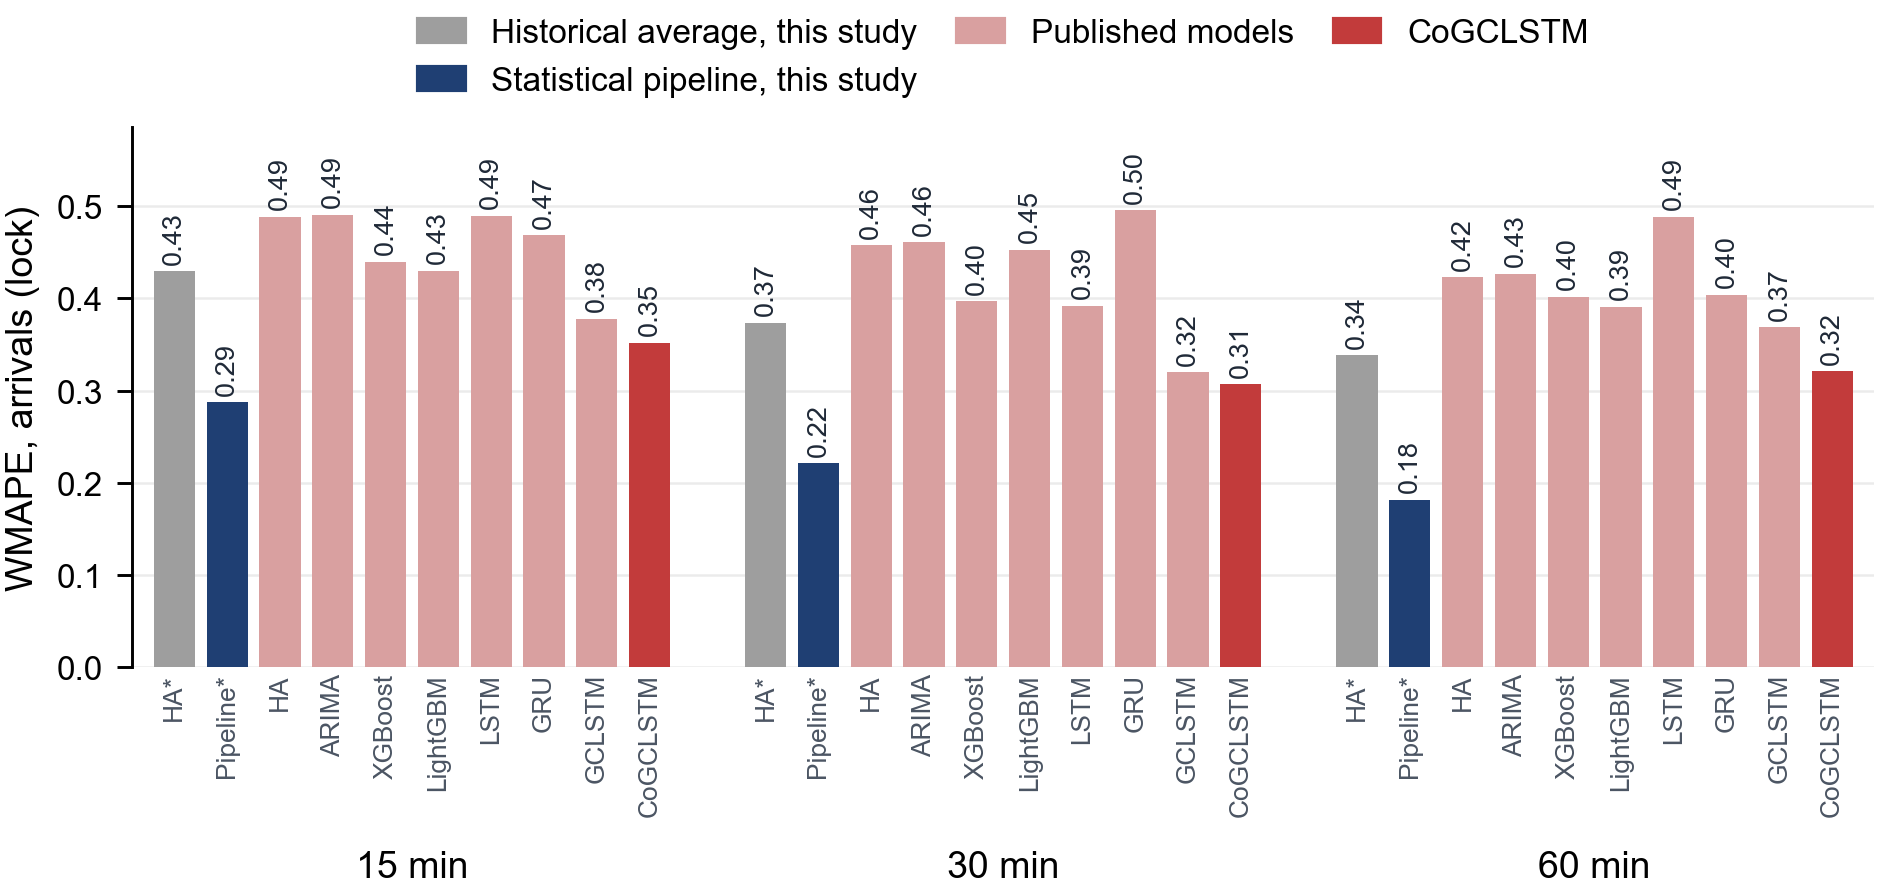 Historical average, this study
Statistical pipeline, this study
Published models
CoGCLSTM
WMAPE, arrivals (lock)
0.5
0.4
0.3
0.2
0.1
0.0
0.43 0.29 0.49 0.49 0.44 0.43 0.49 0.47 0.38 0.35
0.37 0.22 0.46 0.46 0.40 0.45 0.39 0.50 0.32 0.31
0.34 0.18 0.42 0.43 0.40 0.39 0.49 0.40 0.37 0.32
HA* Pipeline* HA ARIMA XGBoost LightGBM LSTM GRU GCLSTM CoGCLSTM
HA* Pipeline* HA ARIMA XGBoost LightGBM LSTM GRU GCLSTM CoGCLSTM
HA* Pipeline* HA ARIMA XGBoost LightGBM LSTM GRU GCLSTM CoGCLSTM
15 min
30 min
60 min